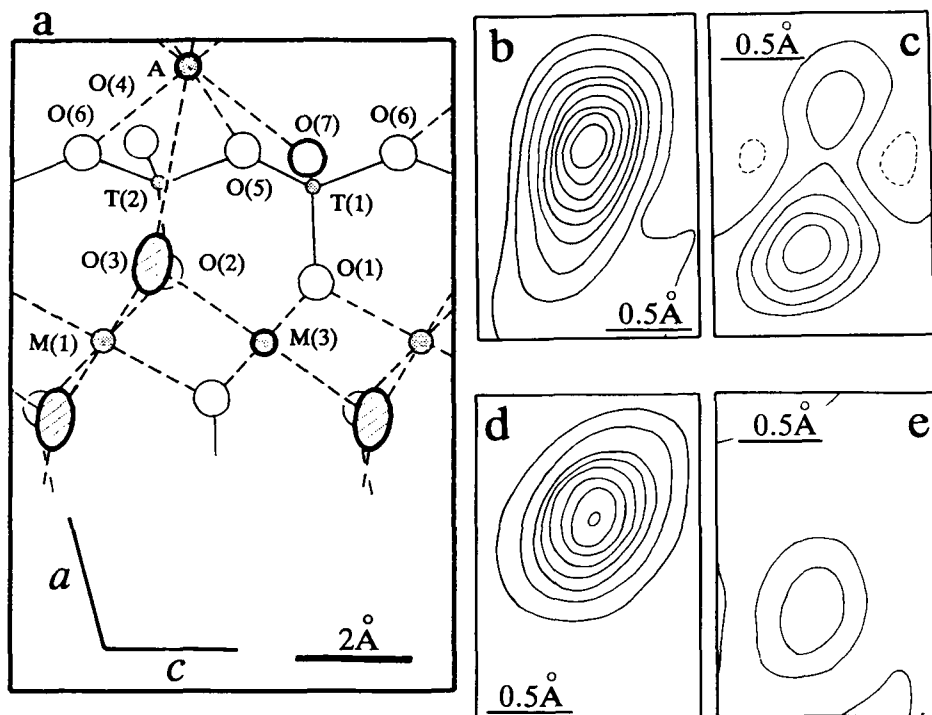 a
A
O(4)
O(6) O(7) O(6)
T(2) O(5) T(1)
O(3) O(2) O(1)
M(1) M(3)
a
c
2Å
b
0.5Å
c
0.5Å
d
0.5Å
e
0.5Å